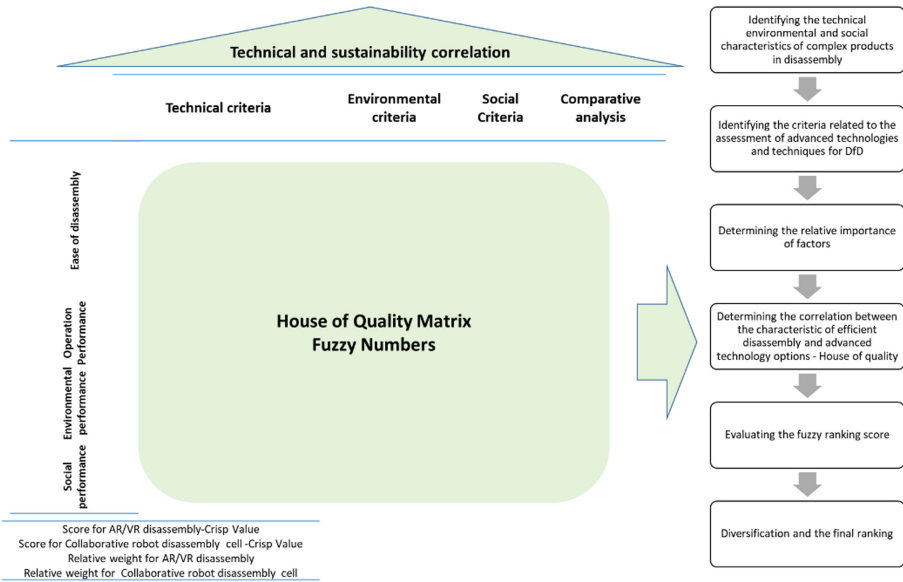 Technical and sustainability correlation
Technical criteria
Environmental
criteria
Social
Criteria
Comparative
analysis
Ease of disassembly
Operation
Performance
Environmental
performance
Social
performance
House of Quality Matrix
Fuzzy Numbers
Score for AR/VR disassembly-Crisp Value
Score for Collaborative robot disassembly cell -Crisp Value
Relative weight for AR/VR disassembly
Relative weight for Collaborative robot disassembly cell
Identifying the technical
environmental and social
characteristics of complex products
in disassembly
Identifying the criteria related to the
assessment of advanced technologies
and techniques for DfD
Determining the relative importance
of factors
Determining the correlation between
the characteristic of efficient
disassembly and advanced
technology options - House of quality
Evaluating the fuzzy ranking score
Diversification and the final ranking